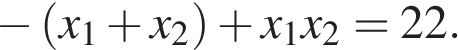 −(x₁ + x₂) + x₁x₂ = 22.